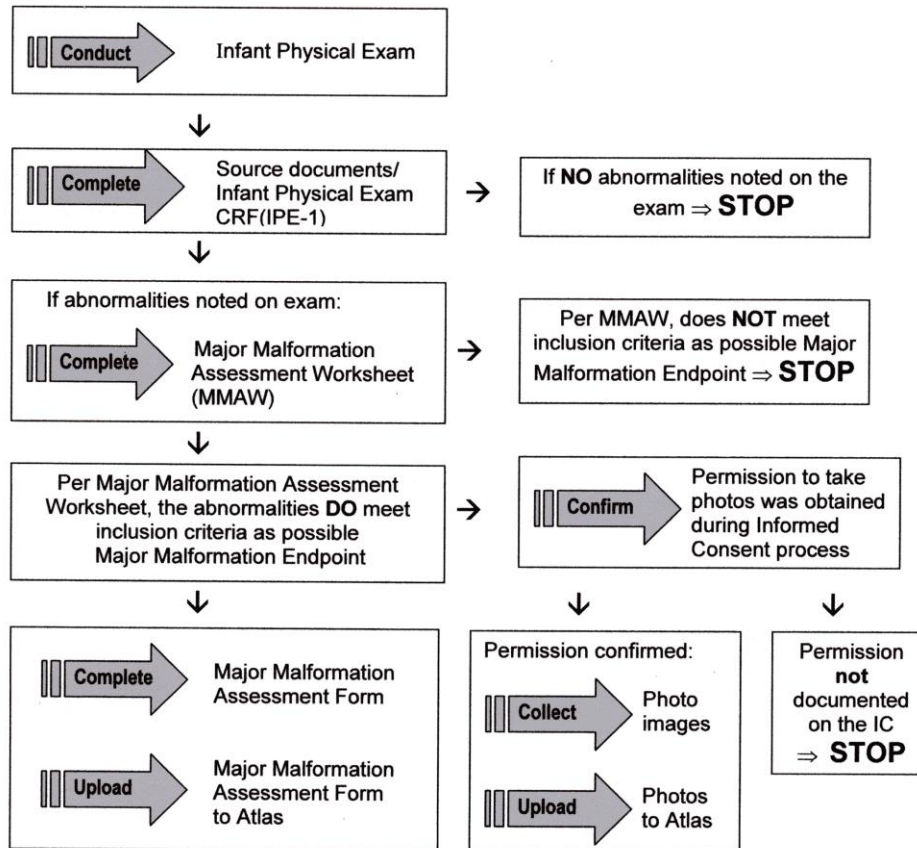 Conduct
Infant Physical Exam
Complete
Source documents/
Infant Physical Exam
CRF(IPE-1)
If NO abnormalities noted on the
exam ⇒ STOP
If abnormalities noted on exam:
Complete
Major Malformation
Assessment Worksheet
(MMAW)
Per MMAW, does NOT meet
inclusion criteria as possible Major
Malformation Endpoint ⇒ STOP
Per Major Malformation Assessment
Worksheet, the abnormalities DO meet
inclusion criteria as possible
Major Malformation Endpoint
Confirm
Permission to take
photos was obtained
during Informed
Consent process
Complete
Major Malformation
Assessment Form
Upload
Major Malformation
Assessment Form
to Atlas
Permission confirmed:
Collect
Photo
images
Upload
Photos
to Atlas
Permission
not
documented
on the IC
⇒ STOP